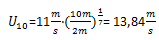 U₁₀ = 11 m/s · (10m/2m)^(1/7) = 13,84 m/s